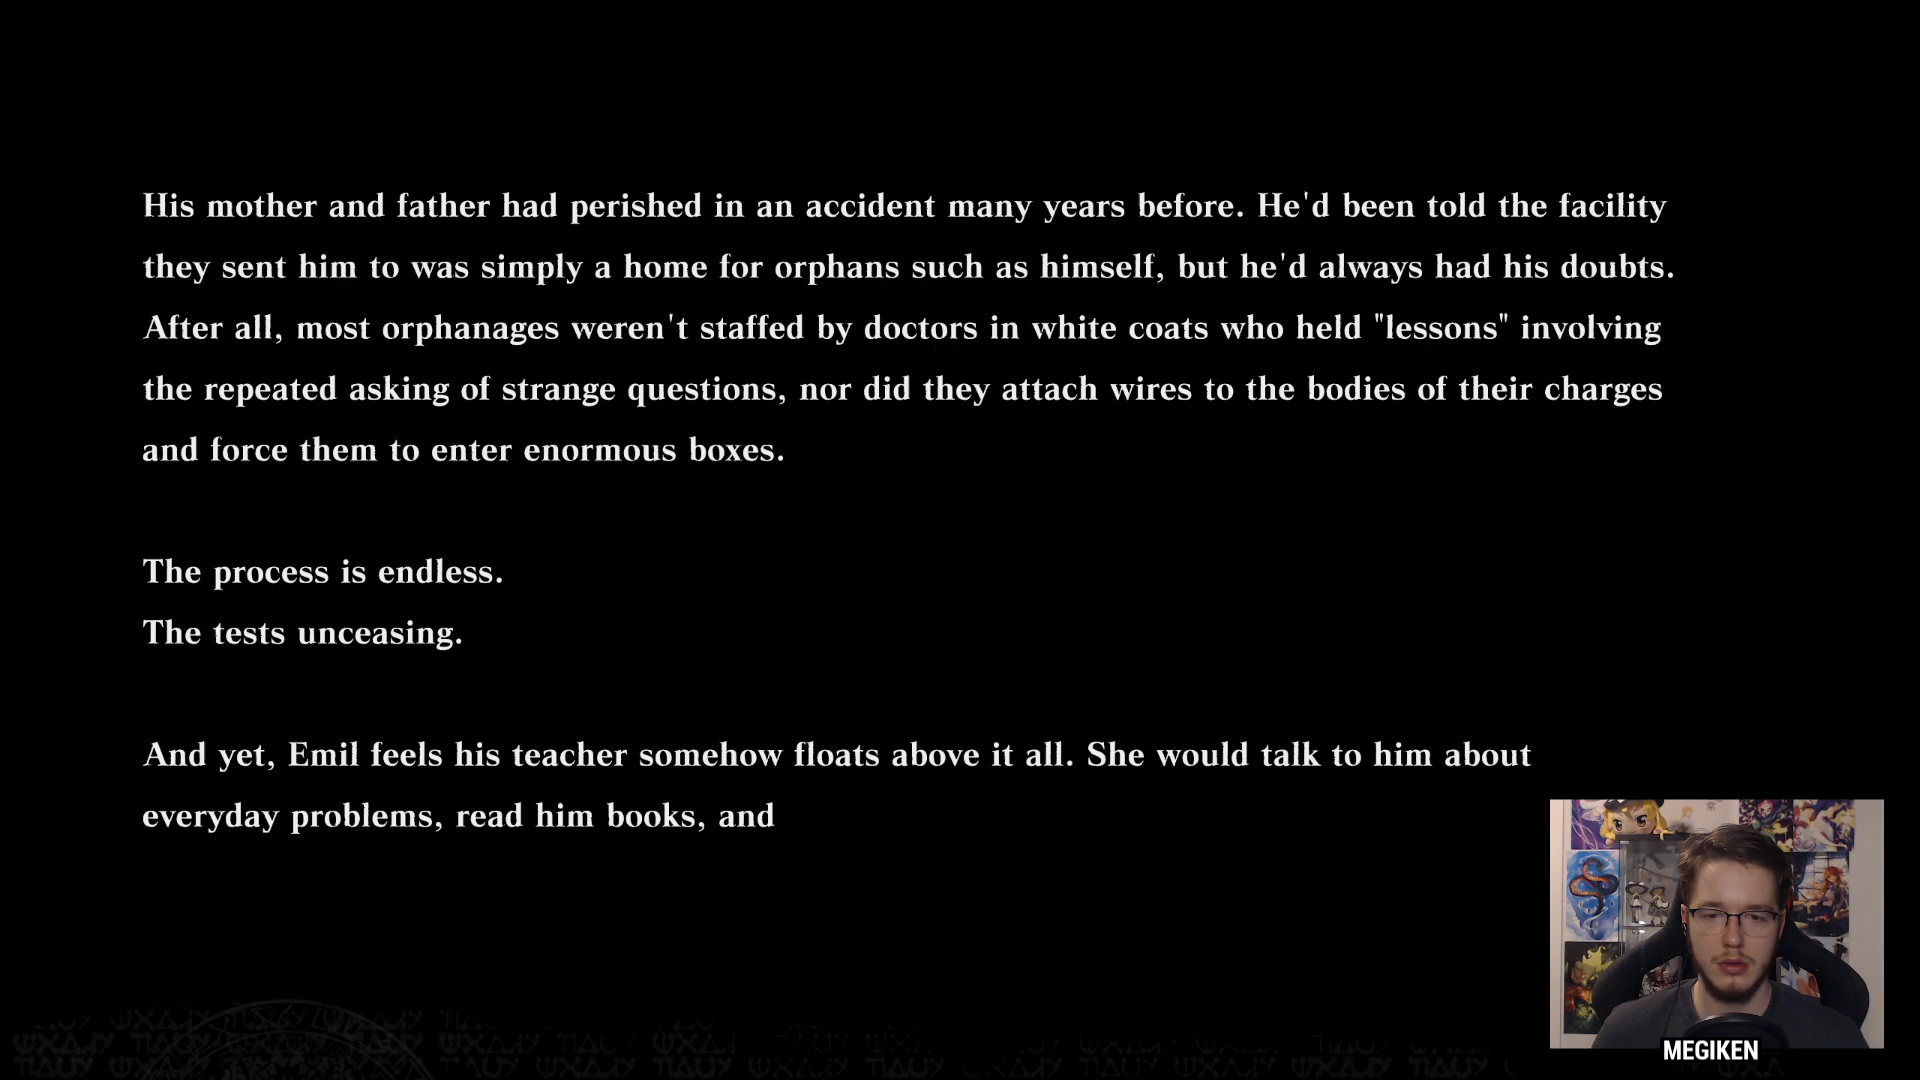 His mother and father had perished in an accident many years before. He'd been told the facility
they sent him to was simply a home for orphans such as himself, but he'd always had his doubts.
After all, most orphanages weren't staffed by doctors in white coats who held "lessons" involving
the repeated asking of strange questions, nor did they attach wires to the bodies of their charges
and force them to enter enormous boxes.
The process is endless.
The tests unceasing.
And yet, Emil feels his teacher somehow floats above it all. She would talk to him about
everyday problems, read him books, and
MEGIKEN